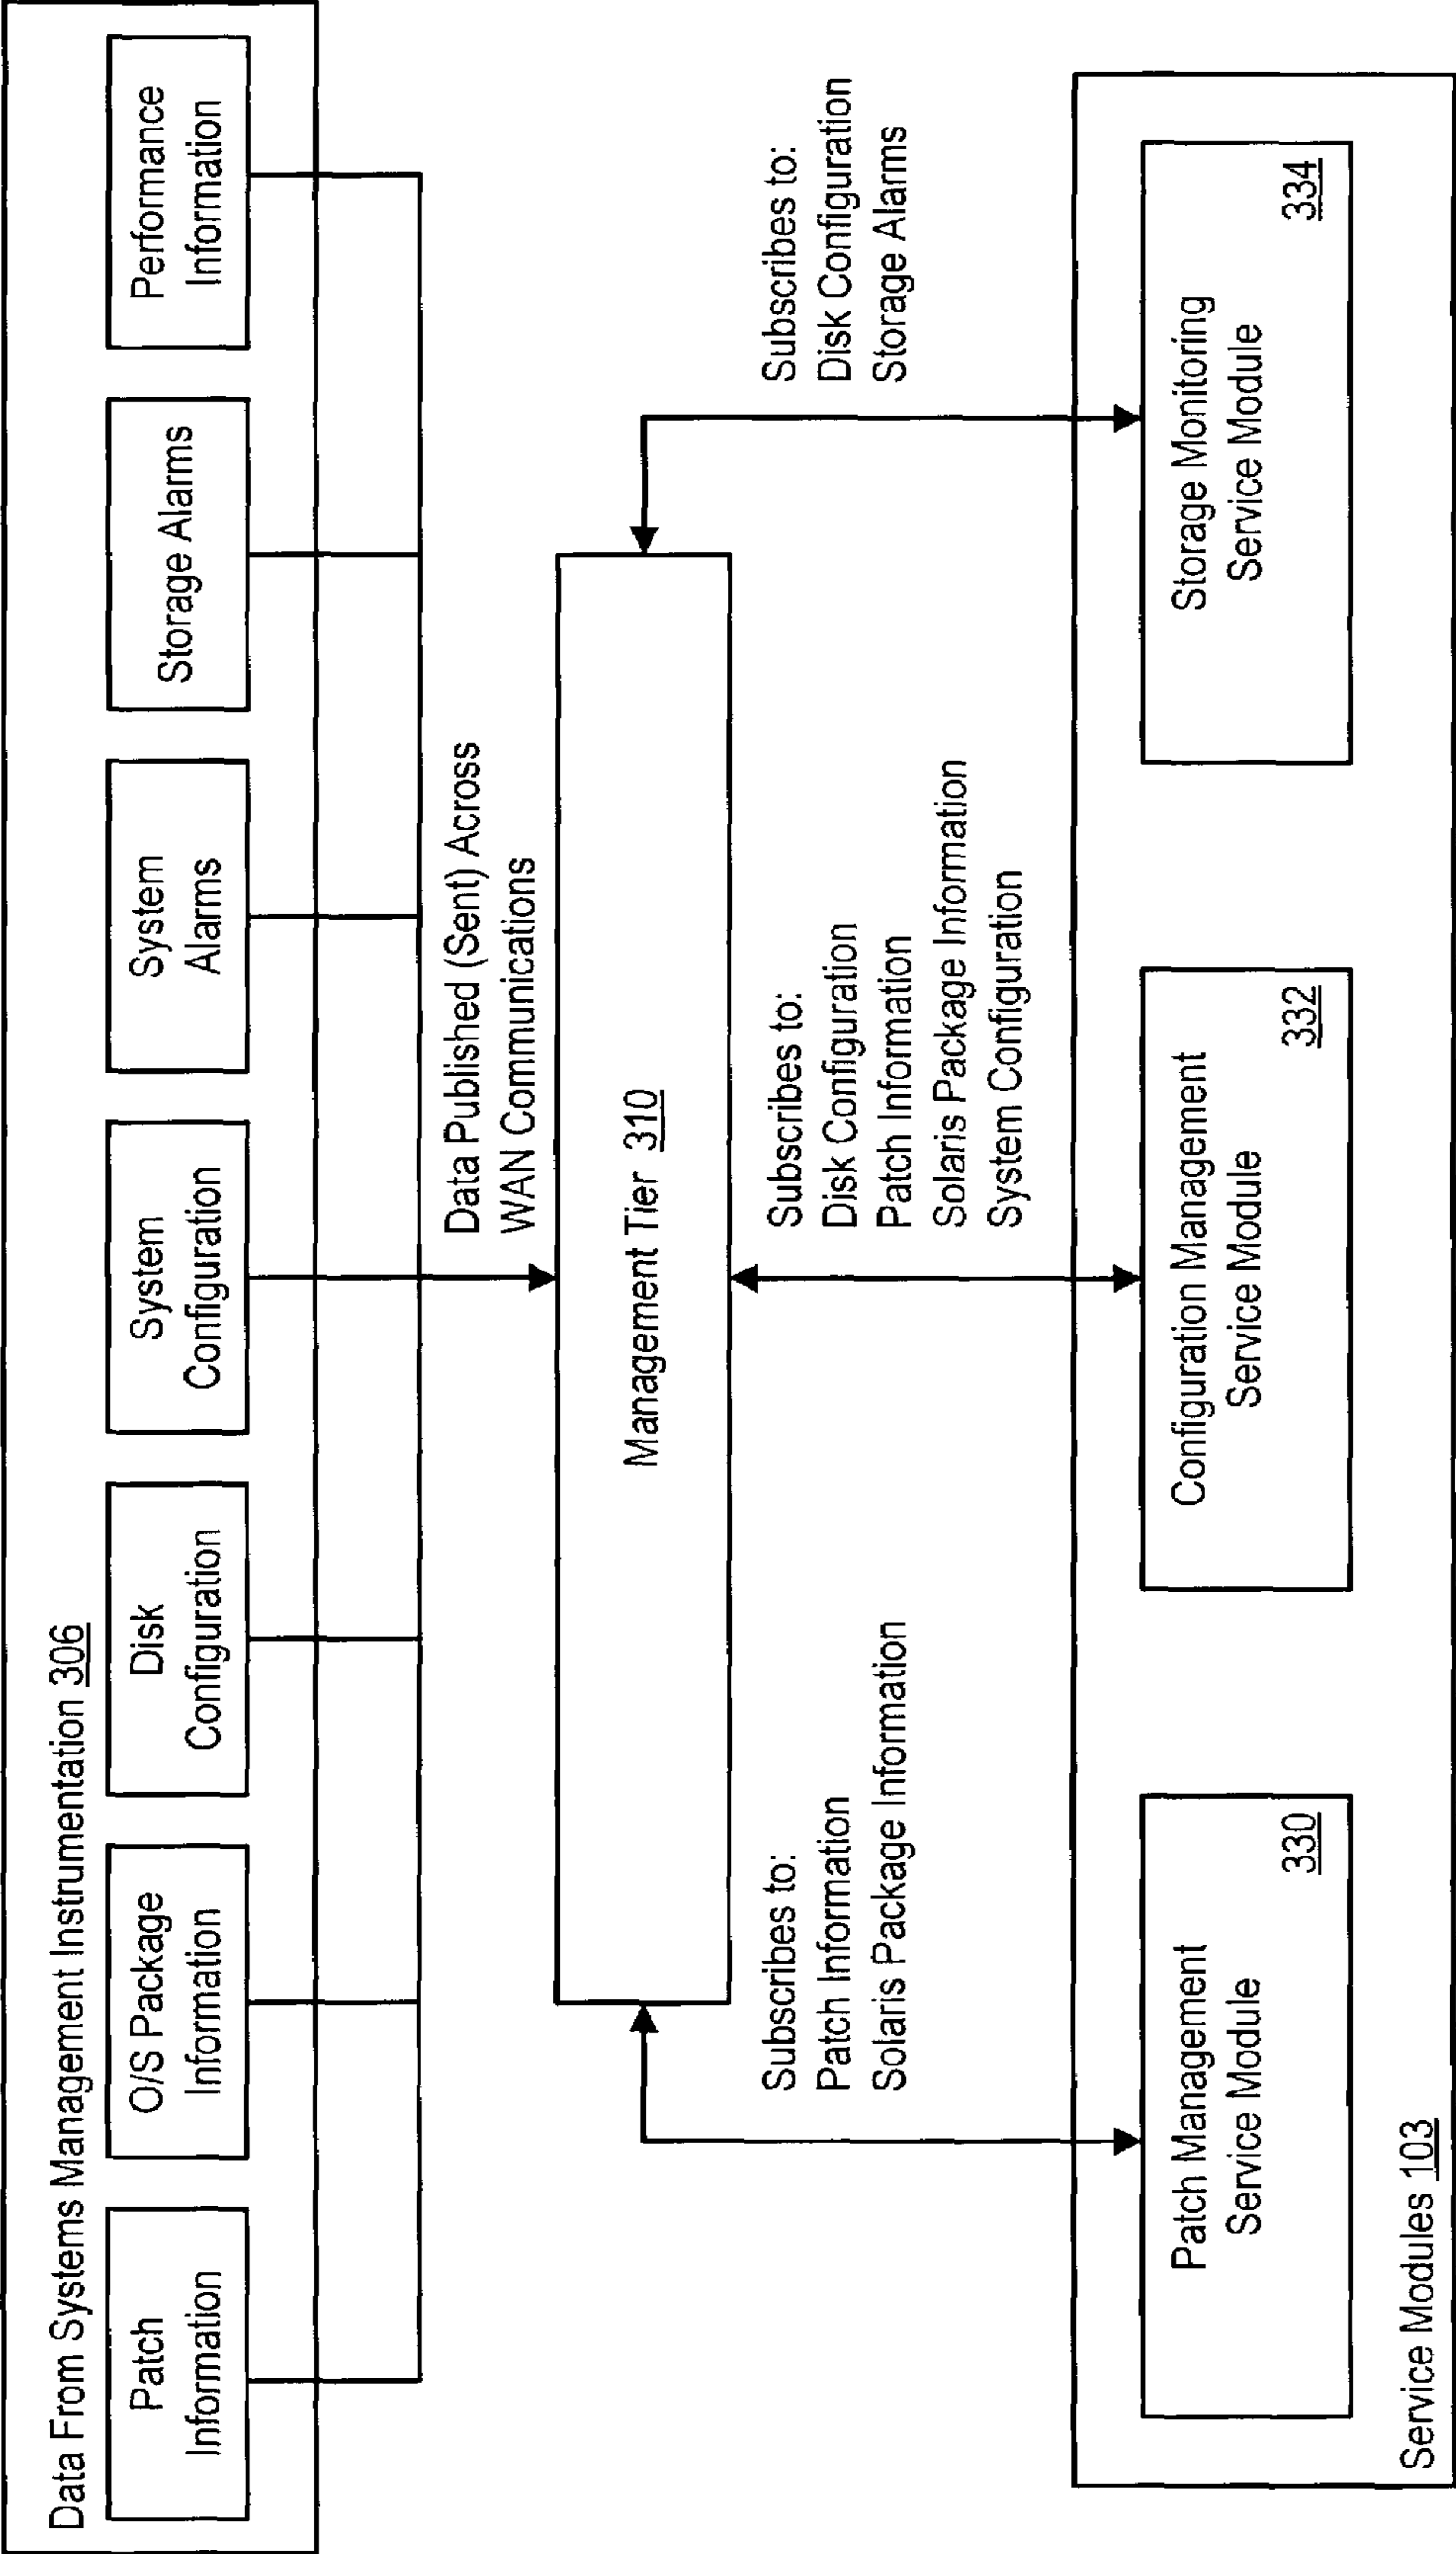 Data From Systems Management Instrumentation 306
Patch
Information
O/S Package
Information
Disk
Configuration
System
Configuration
System
Alarms
Storage Alarms
Performance
Information
Data Published (Sent) Across
WAN Communications
Management Tier 310
Subscribes to:
Patch Information
Solaris Package Information
Subscribes to:
Disk Configuration
Patch Information
Solaris Package Information
System Configuration
Subscribes to:
Disk Configuration
Storage Alarms
Patch Management
Service Module
330
Configuration Management
Service Module
332
Storage Monitoring
Service Module
334
Service Modules 103